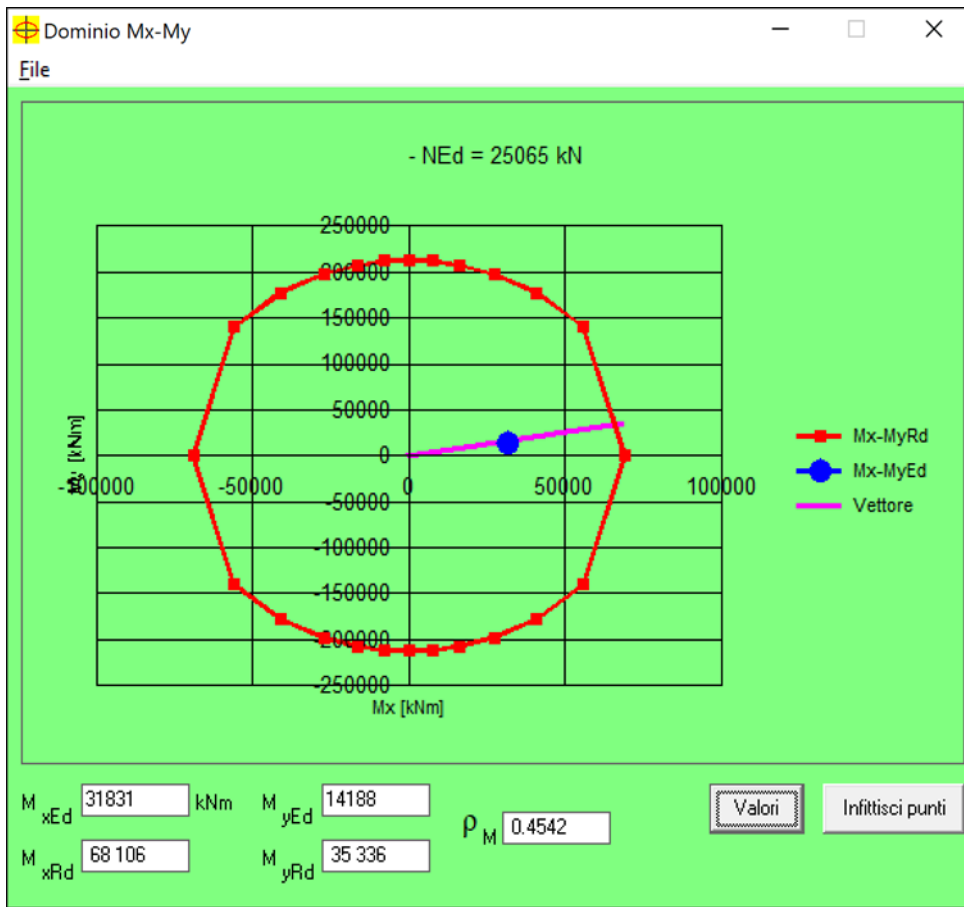 Dominio Mx-My
File
- NEd = 25065 kN
250000
200000
150000
100000
50000
0
-50000
-100000
-150000
-200000
-250000
-100000 -50000 0 50000 100000
[kNm]
Mx [kNm]
Mx-MyRd
Mx-MyEd
Vettore
M xEd 31831 kNm M yEd 14188
M xRd 68 106 M yRd 35 336
ρ M 0.4542
Valori Infittisci punti